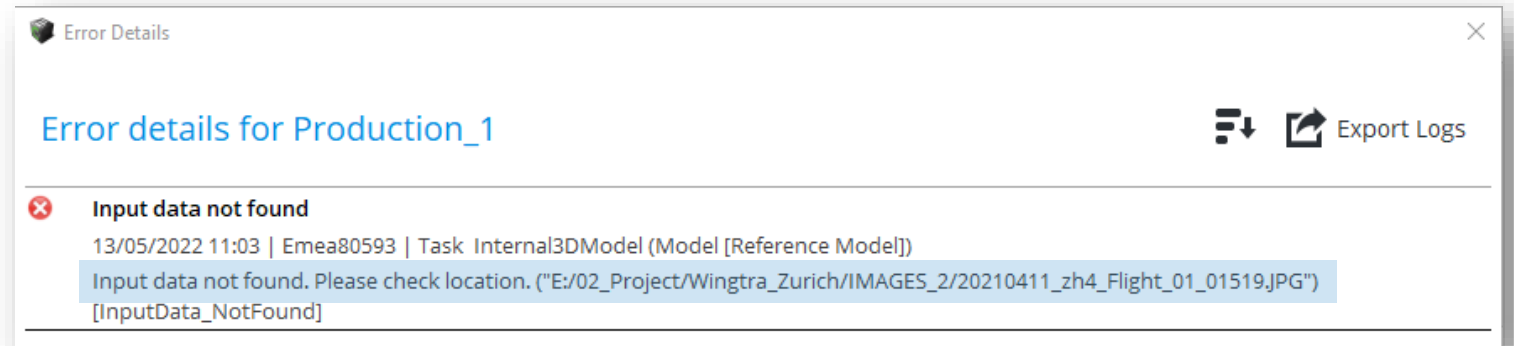 Error Details
Error details for Production_1
Export Logs
Input data not found
13/05/2022 11:03 | Emea80593 | Task Internal3DModel (Model [Reference Model])
Input data not found. Please check location. ("E:/02_Project/Wingtra_Zurich/IMAGES_2/20210411_zh4_Flight_01_01519.JPG")
[InputData_NotFound]